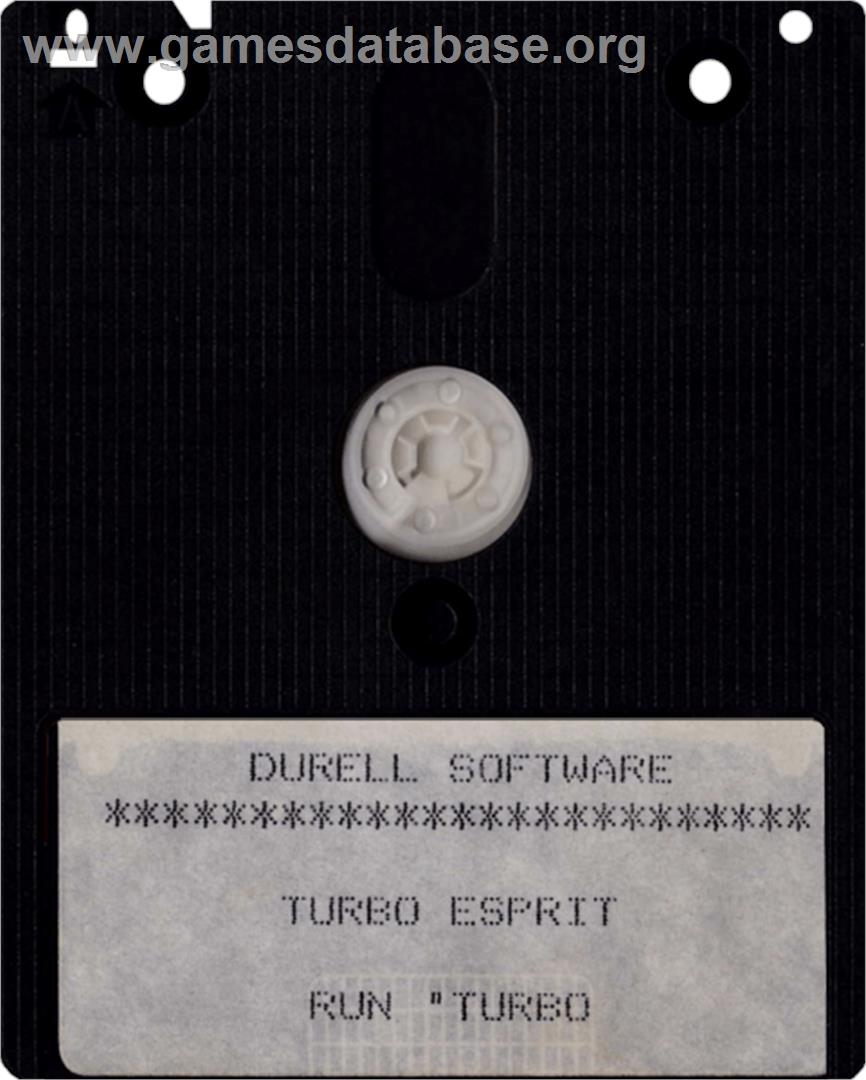 www.gamesdatabase.org
DURELL SOFTWARE
*************************
TURBO ESPRIT
RUN "TURBO